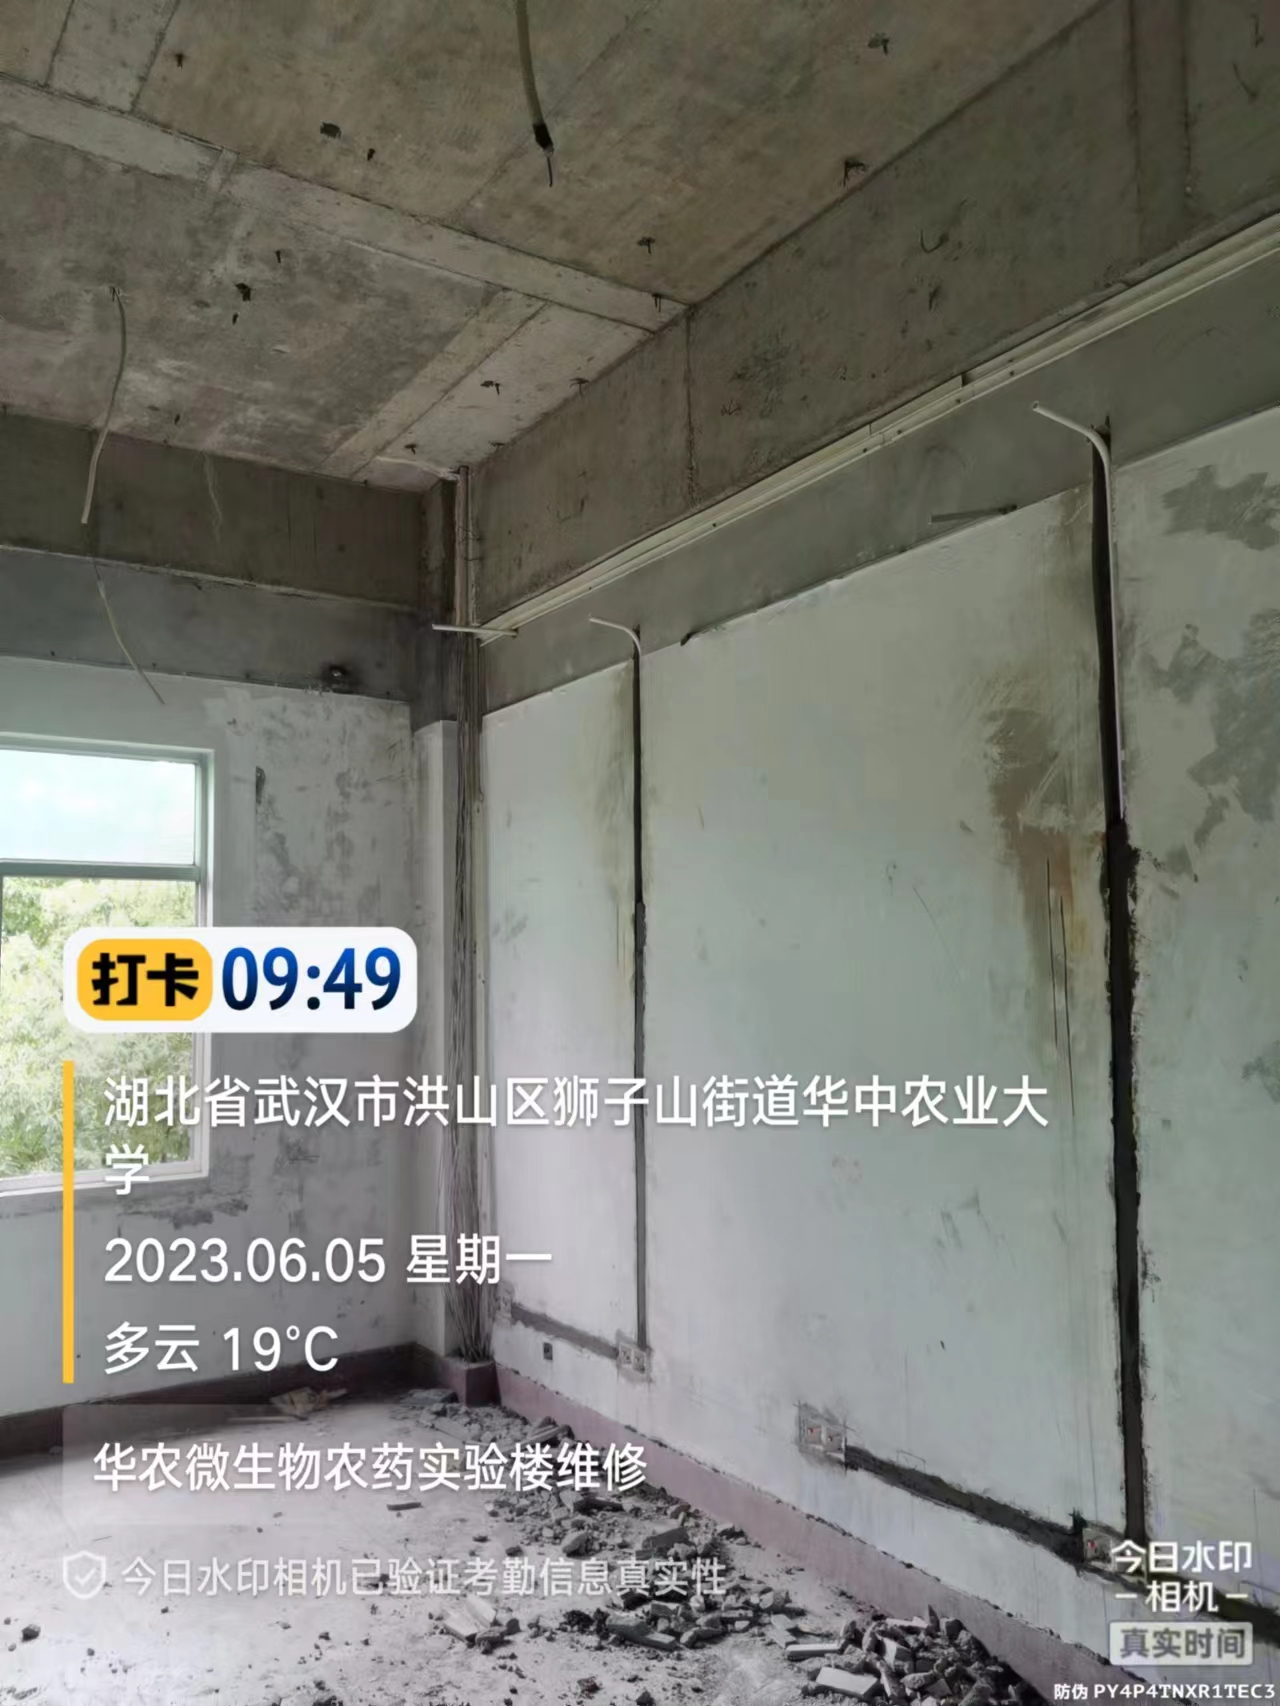 打卡 09:49
湖北省武汉市洪山区狮子山街道华中农业大
学
2023.06.05 星期一
多云 19°C
华农微生物农药实验楼维修
今日水印相机已验证考勤信息真实性
今日水印
-相机-
真实时间
防伪 PY4P4TNXR1TEC3